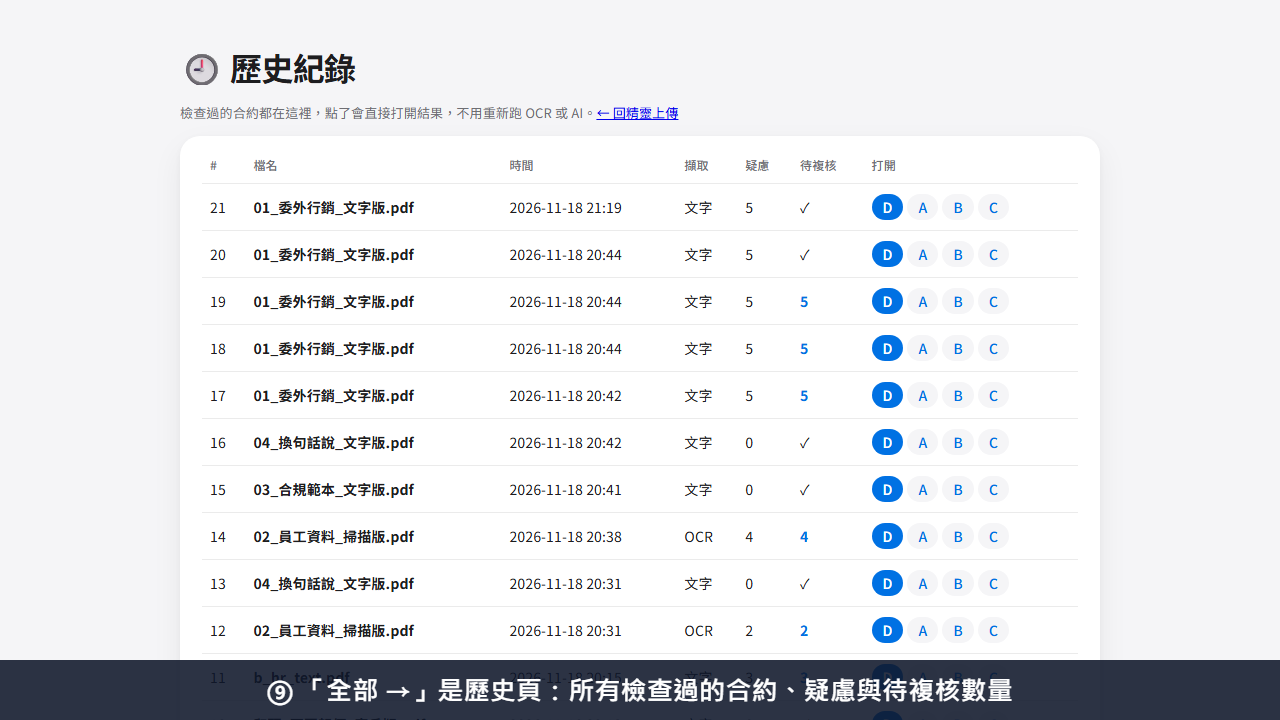 歷史紀錄
檢查過的合約都在這裡，點了會直接打開結果，不用重新跑 OCR 或 AI。← 回精靈上傳
# 檔名 時間 擷取 疑慮 待複核 打開
21 01_委外行銷_文字版.pdf 2026-11-18 21:19 文字 5 ✓ D A B C
20 01_委外行銷_文字版.pdf 2026-11-18 20:44 文字 5 ✓ D A B C
19 01_委外行銷_文字版.pdf 2026-11-18 20:44 文字 5 5 D A B C
18 01_委外行銷_文字版.pdf 2026-11-18 20:44 文字 5 5 D A B C
17 01_委外行銷_文字版.pdf 2026-11-18 20:42 文字 5 5 D A B C
16 04_換句話說_文字版.pdf 2026-11-18 20:42 文字 0 ✓ D A B C
15 03_合規範本_文字版.pdf 2026-11-18 20:41 文字 0 ✓ D A B C
14 02_員工資料_掃描版.pdf 2026-11-18 20:38 OCR 4 4 D A B C
13 04_換句話說_文字版.pdf 2026-11-18 20:31 文字 0 ✓ D A B C
12 02_員工資料_掃描版.pdf 2026-11-18 20:31 OCR 2 2 D A B C
11
⑨「全部 →」是歷史頁：所有檢查過的合約、疑慮與待複核數量